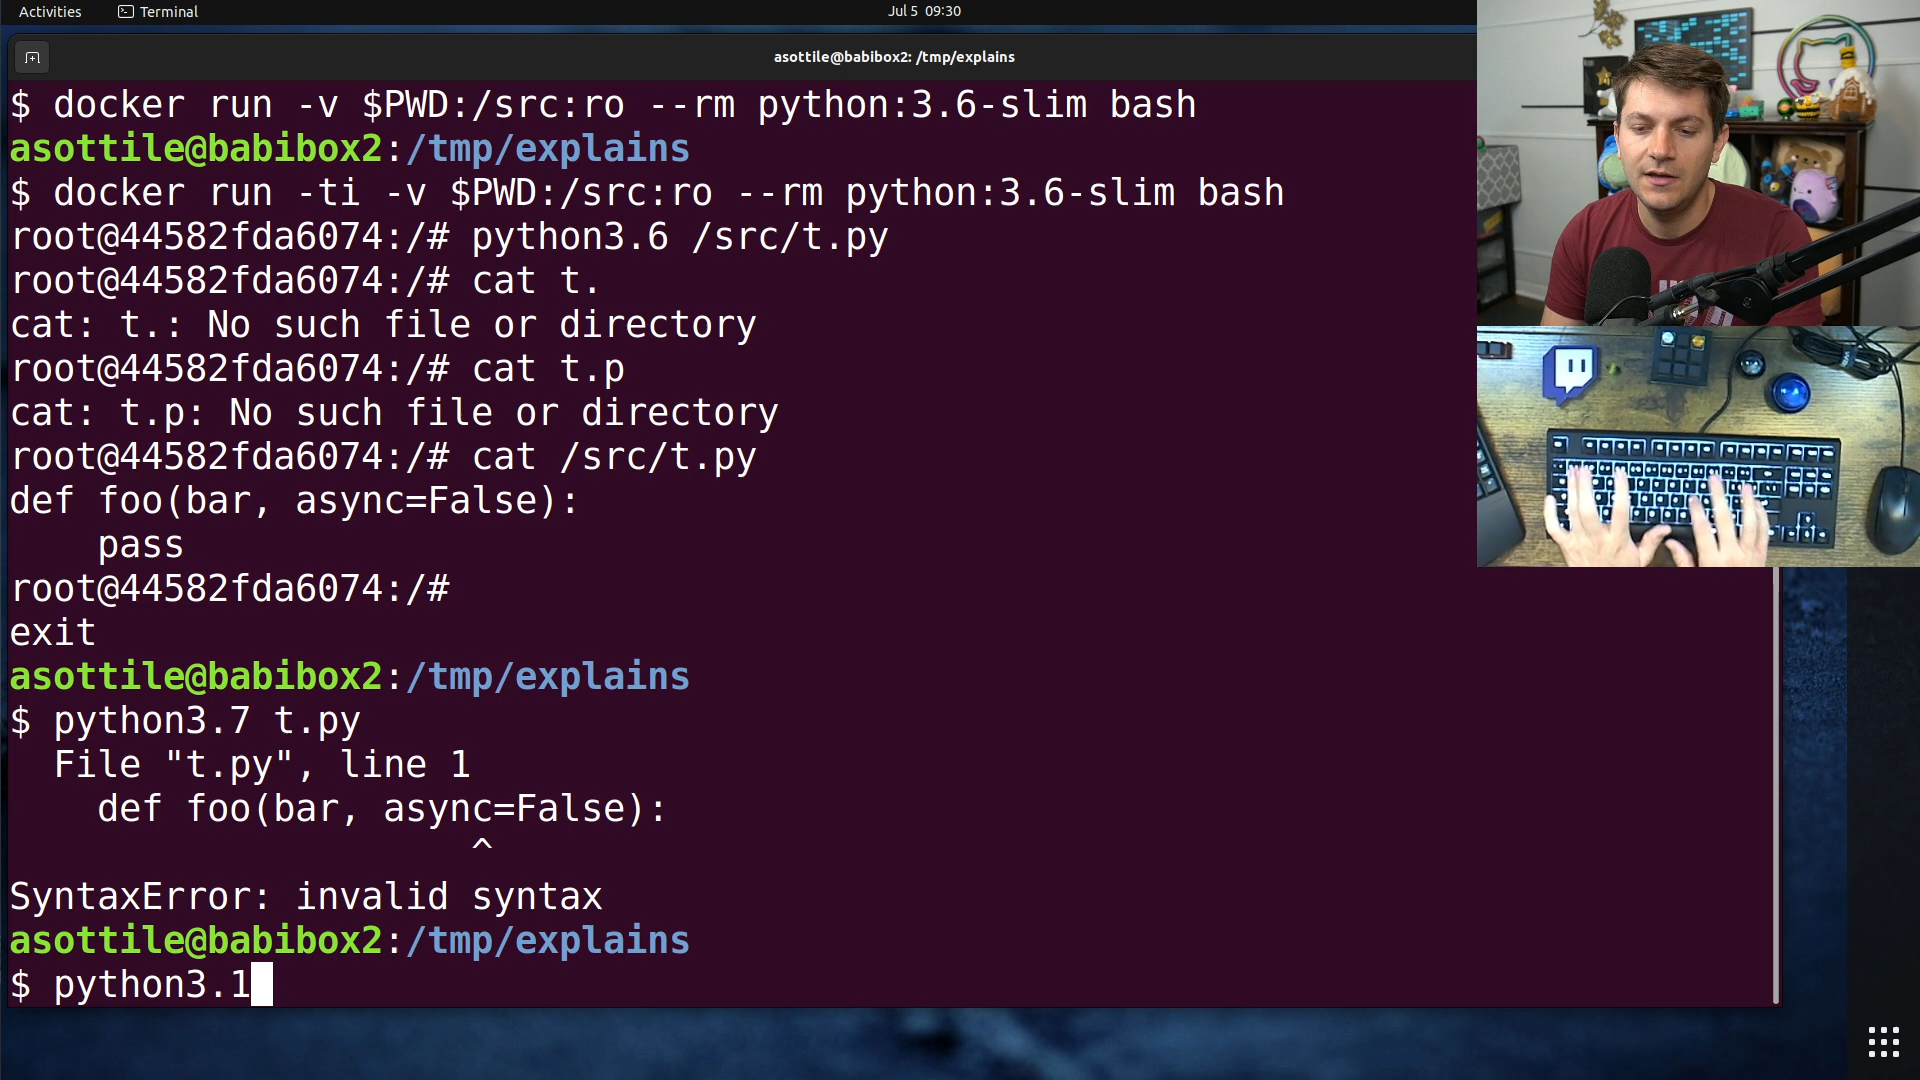 Activities
Terminal
Jul 5 09:30
asottile@babibox2: /tmp/explains
$ docker run -v $PWD:/src:ro --rm python:3.6-slim bash
asottile@babibox2:/tmp/explains
$ docker run -ti -v $PWD:/src:ro --rm python:3.6-slim bash
root@44582fda6074:/# python3.6 /src/t.py
root@44582fda6074:/# cat t.
cat: t.: No such file or directory
root@44582fda6074:/# cat t.p
cat: t.p: No such file or directory
root@44582fda6074:/# cat /src/t.py
def foo(bar, async=False):
    pass
root@44582fda6074:/#
exit
asottile@babibox2:/tmp/explains
$ python3.7 t.py
  File "t.py", line 1
    def foo(bar, async=False):
                     ^
SyntaxError: invalid syntax
asottile@babibox2:/tmp/explains
$ python3.1